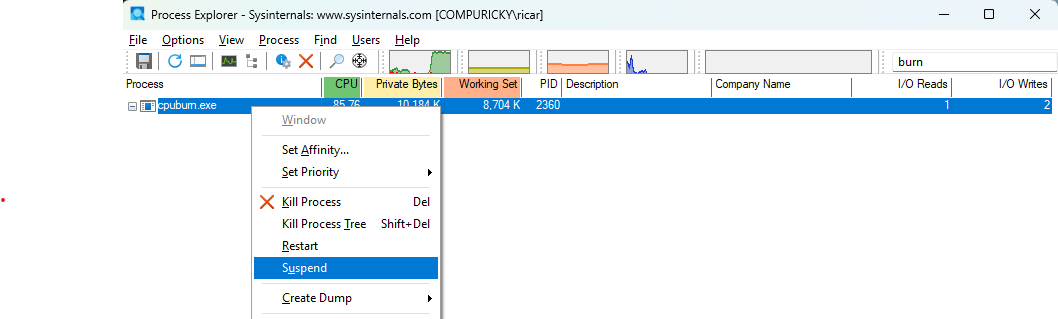 Process Explorer - Sysinternals: www.sysinternals.com [COMPURICKY\ricar]
File Options View Process Find Users Help
burn
Process CPU Private Bytes Working Set PID Description Company Name I/O Reads I/O Writes
cpuburn.exe 85.76 10,184 K 8,704 K 2360 1 2
Window
Set Affinity...
Set Priority
Kill Process Del
Kill Process Tree Shift+Del
Restart
Suspend
Create Dump